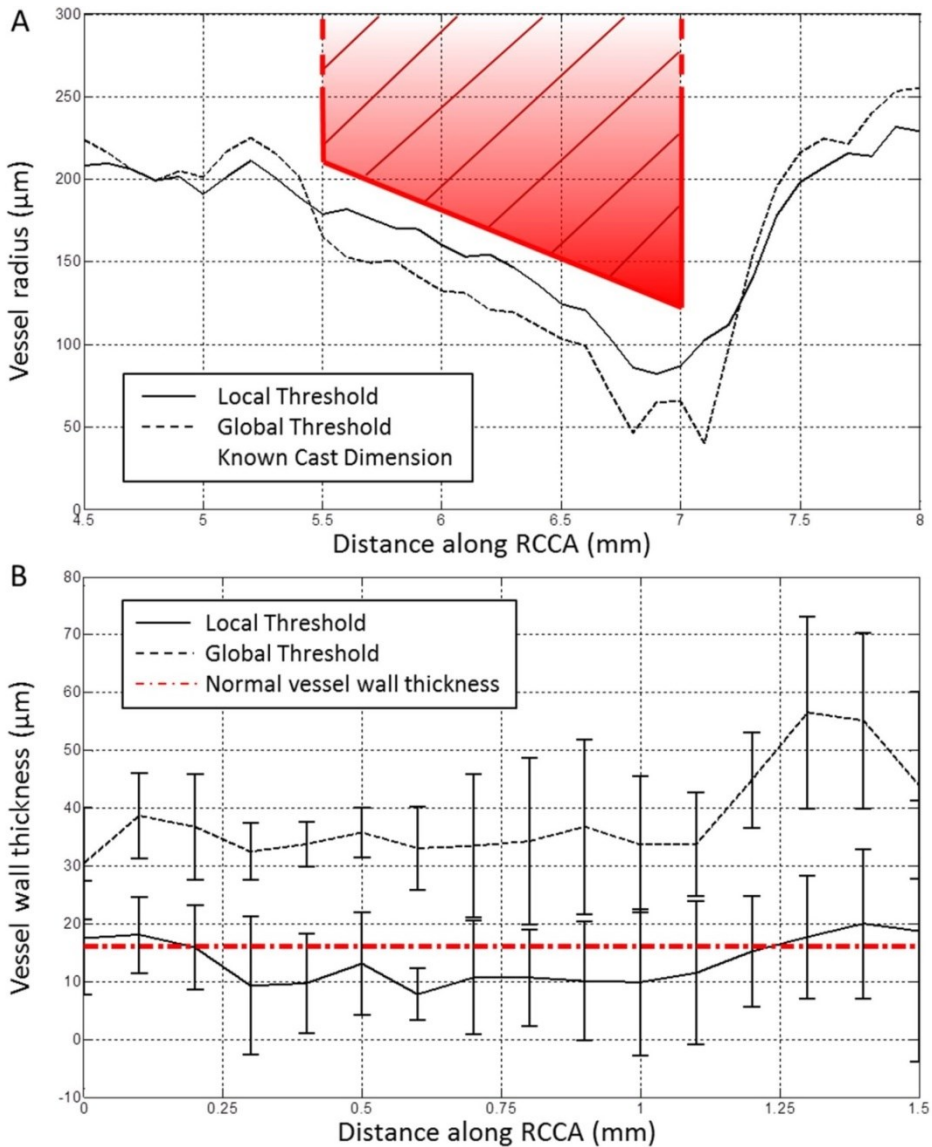 A
300
250
200
150
100
50
0
Vessel radius (µm)
Local Threshold
Global Threshold
Known Cast Dimension
4.5 5 5.5 6 6.5 7 7.5 8
Distance along RCCA (mm)
B
80
70
60
50
40
30
20
10
0
-10
Vessel wall thickness (µm)
Local Threshold
Global Threshold
Normal vessel wall thickness
0 0.25 0.5 0.75 1 1.25 1.5
Distance along RCCA (mm)